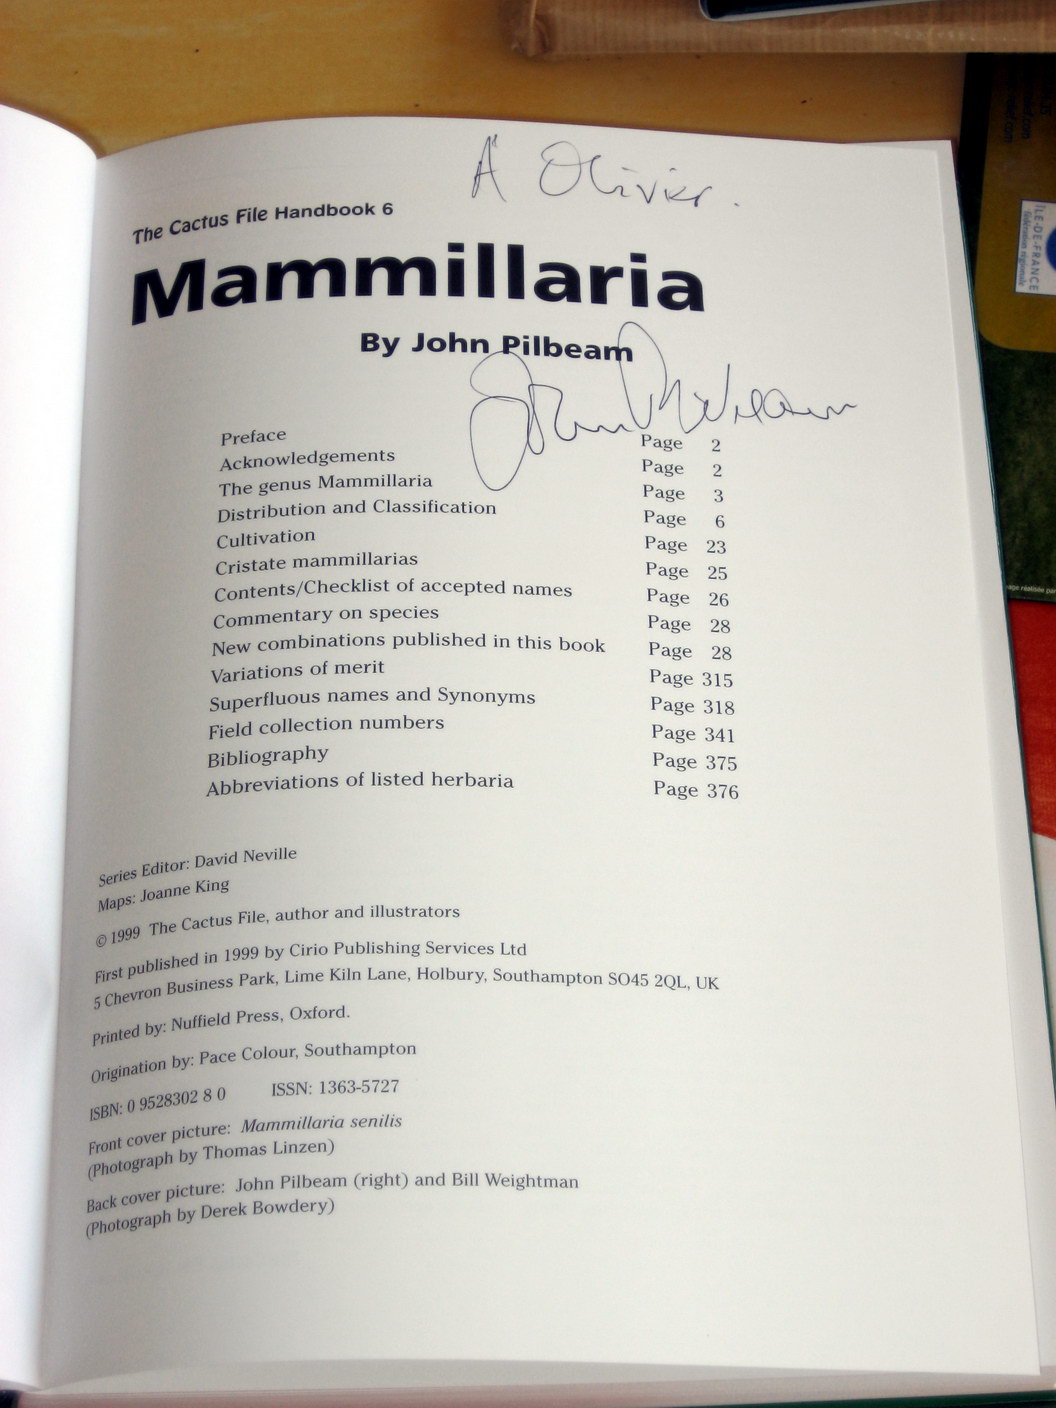 À Olivier.
The Cactus File Handbook 6
Mammillaria
By John Pilbeam
John Pilbeam
Preface Page 2
Acknowledgements Page 2
The genus Mammillaria Page 3
Distribution and Classification Page 6
Cultivation Page 23
Cristate mammillarias Page 25
Contents/Checklist of accepted names Page 26
Commentary on species Page 28
New combinations published in this book Page 28
Variations of merit Page 315
Superfluous names and Synonyms Page 318
Field collection numbers Page 341
Bibliography Page 375
Abbreviations of listed herbaria Page 376
Series Editor: David Neville
Maps: Joanne King
© 1999 The Cactus File, author and illustrators
First published in 1999 by Cirio Publishing Services Ltd
5 Chevron Business Park, Lime Kiln Lane, Holbury, Southampton SO45 2QL, UK
Printed by: Nuffield Press, Oxford.
Origination by: Pace Colour, Southampton
ISBN: 0 9528302 8 0 ISSN: 1363-5727
Front cover picture: Mammillaria senilis
(Photograph by Thomas Linzen)
Back cover picture: John Pilbeam (right) and Bill Weightman
(Photograph by Derek Bowdery)
ILE-DE-FRANCE
fédération régionale